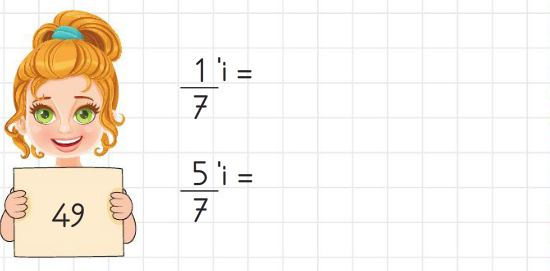 1/7 'i =
5/7 'i =
49